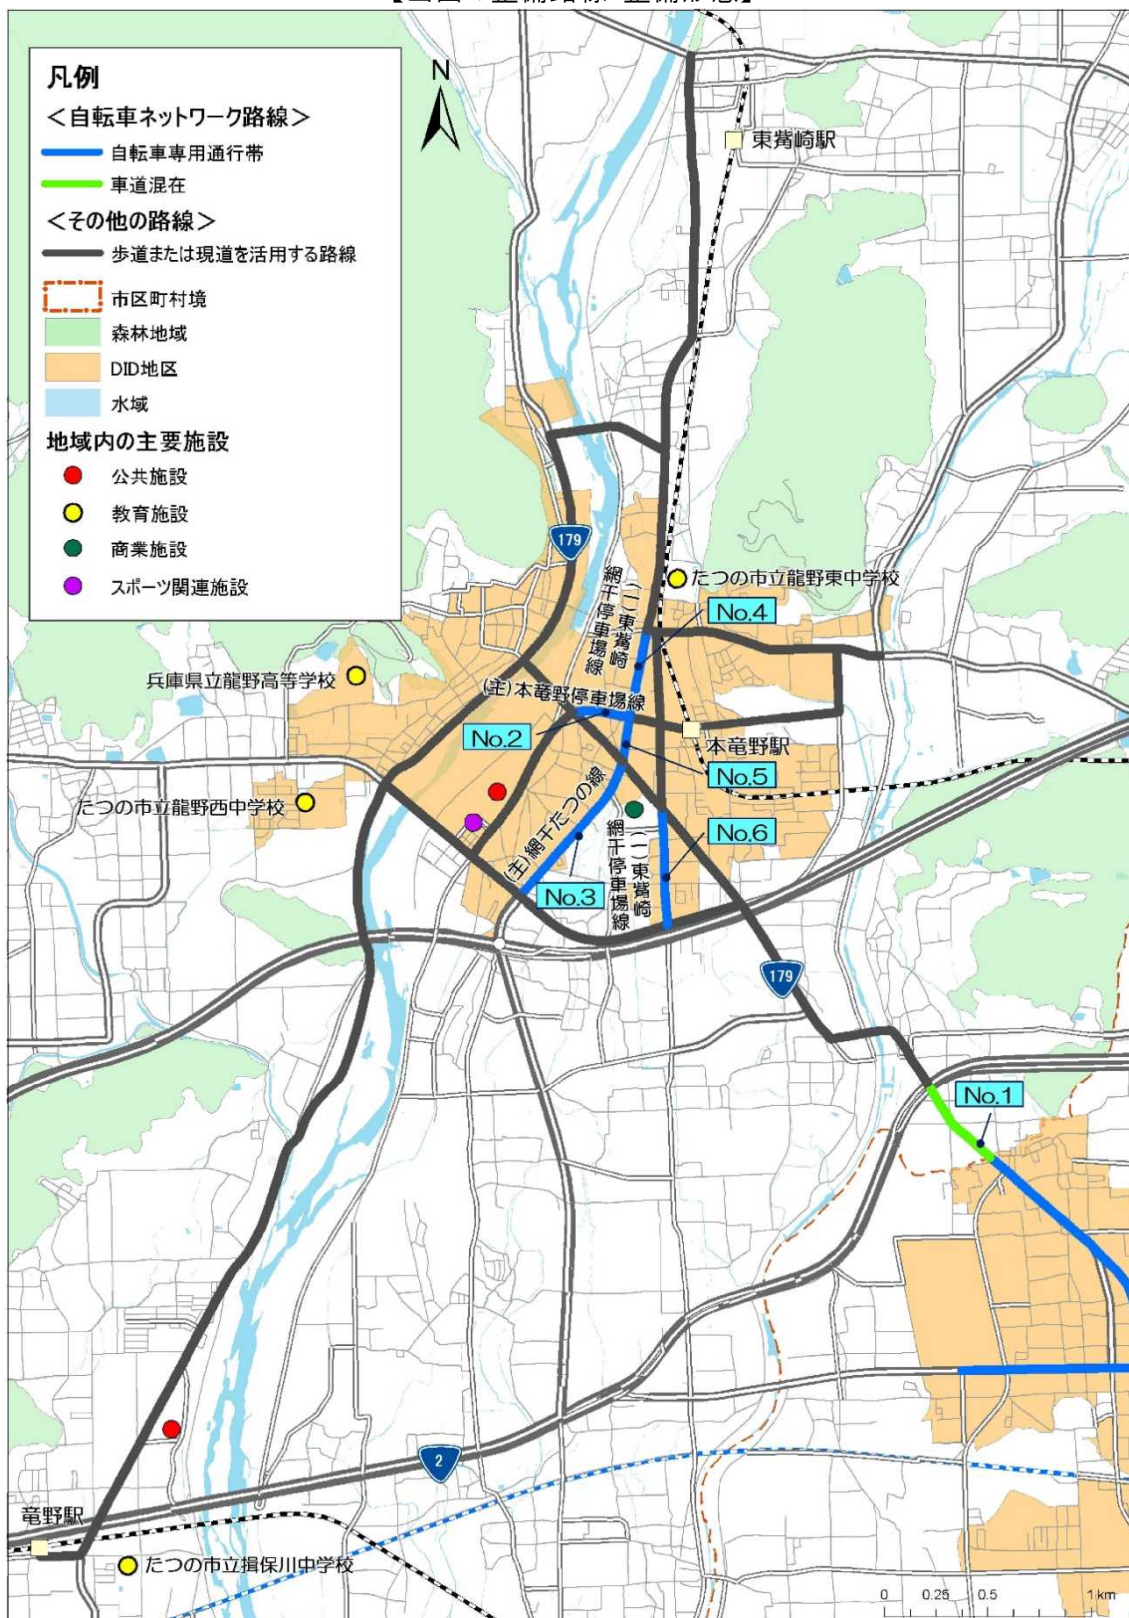 凡例
＜自転車ネットワーク路線＞
自転車専用通行帯
車道混在
＜その他の路線＞
歩道または現道を活用する路線
市区町村境
森林地域
DID地区
水域
地域内の主要施設
公共施設
教育施設
商業施設
スポーツ関連施設
N
東觜崎駅
179
たつの市立龍野東中学校
(一)東觜崎
網干停車場線
No.4
兵庫県立龍野高等学校
(主)本竜野停車場線
No.2
本竜野駅
No.5
たつの市立龍野西中学校
(主)網干たつの線
No.6
(一)東觜崎
網干停車場線
No.3
179
No.1
2
竜野駅
たつの市立揖保川中学校
0 0.25 0.5 1 km